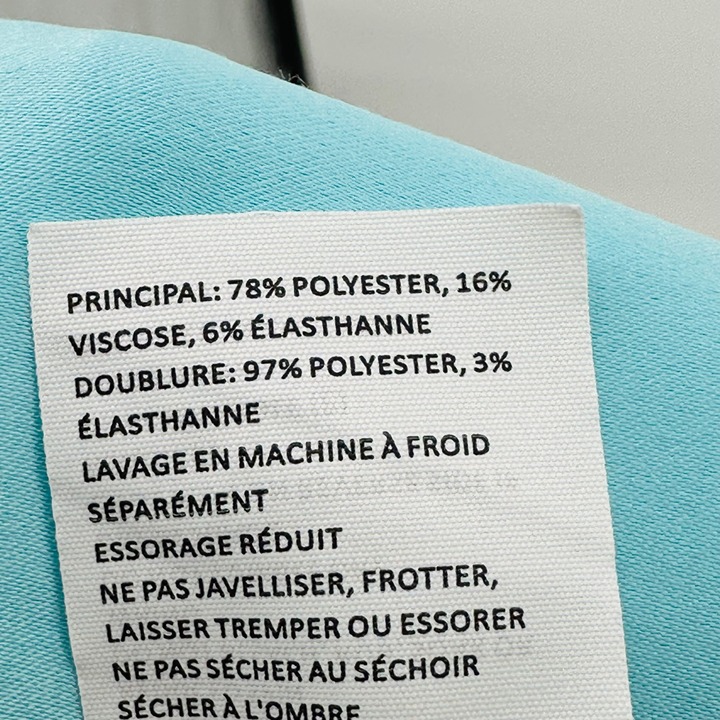 PRINCIPAL: 78% POLYESTER, 16%
VISCOSE, 6% ÉLASTHANNE
DOUBLURE: 97% POLYESTER, 3%
ÉLASTHANNE
LAVAGE EN MACHINE À FROID
SÉPARÉMENT
ESSORAGE RÉDUIT
NE PAS JAVELLISER, FROTTER,
LAISSER TREMPER OU ESSORER
NE PAS SÉCHER AU SÉCHOIR
SÉCHER À L'OMBRE